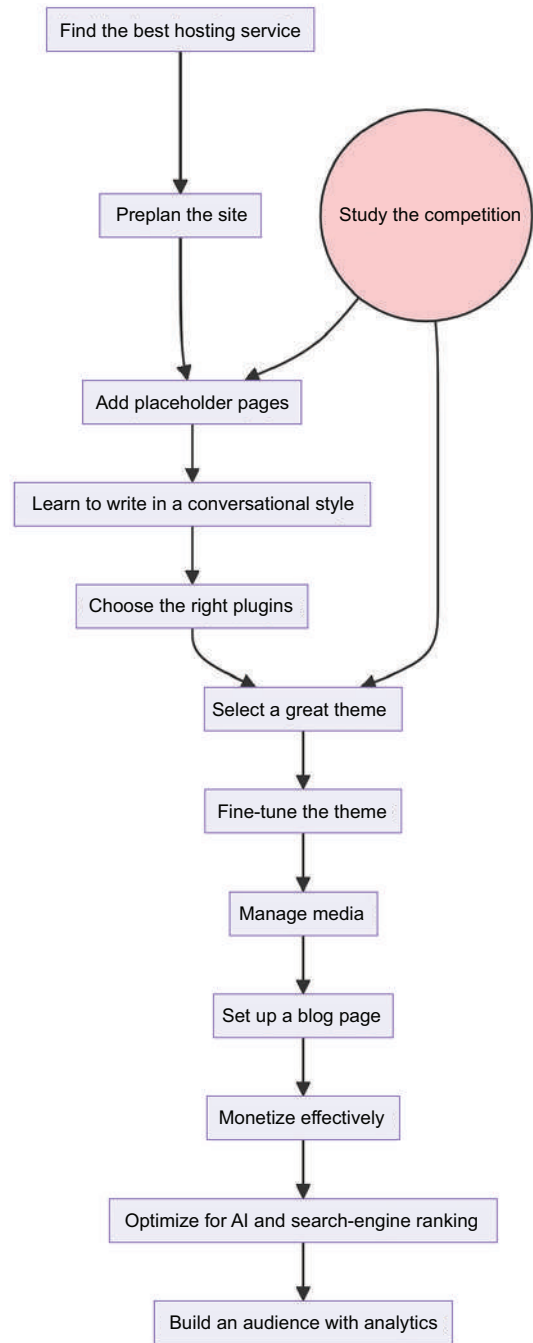 Find the best hosting service
Preplan the site
Study the competition
Add placeholder pages
Learn to write in a conversational style
Choose the right plugins
Select a great theme
Fine-tune the theme
Manage media
Set up a blog page
Monetize effectively
Optimize for AI and search-engine ranking
Build an audience with analytics